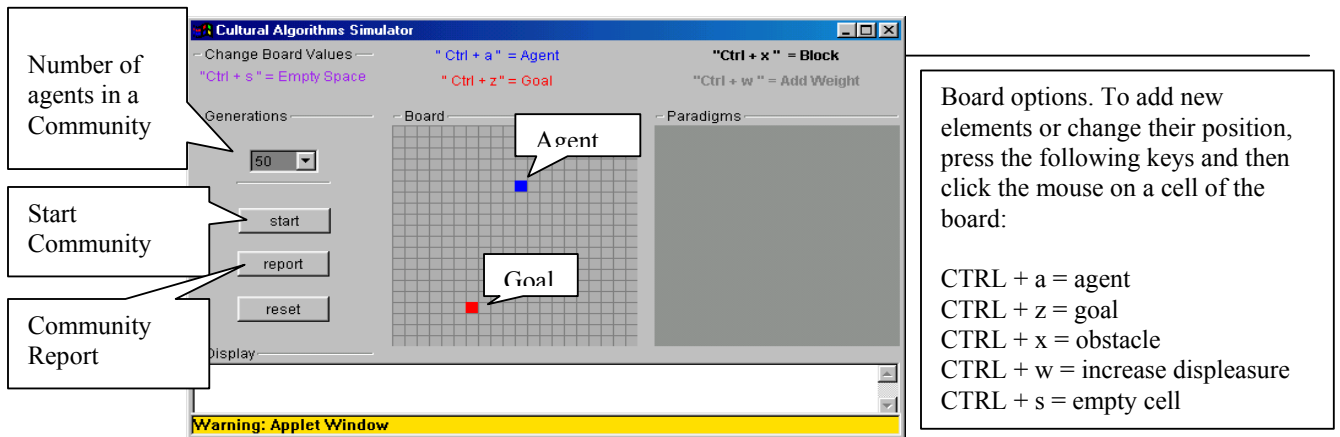 Number of
agents in a
Community
Start
Community
Community
Report
Cultural Algorithms Simulator
Change Board Values
"Ctrl + s " = Empty Space
" Ctrl + a " = Agent
" Ctrl + z " = Goal
"Ctrl + x " = Block
"Ctrl + w " = Add Weight
Generations
50
start
report
reset
Board
Agent
Goal
Paradigms
Display
Warning: Applet Window
Board options. To add new
elements or change their position,
press the following keys and then
click the mouse on a cell of the
board:
CTRL + a = agent
CTRL + z = goal
CTRL + x = obstacle
CTRL + w = increase displeasure
CTRL + s = empty cell